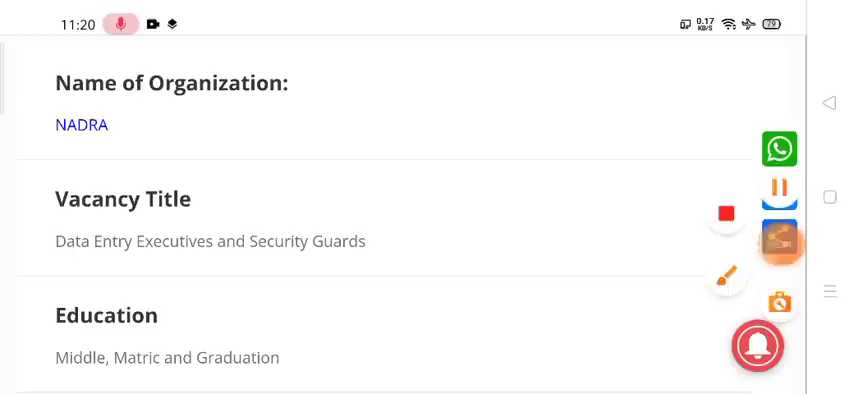 11:20
0.17
KB/S
79
Name of Organization:
NADRA
Vacancy Title
Data Entry Executives and Security Guards
Education
Middle, Matric and Graduation